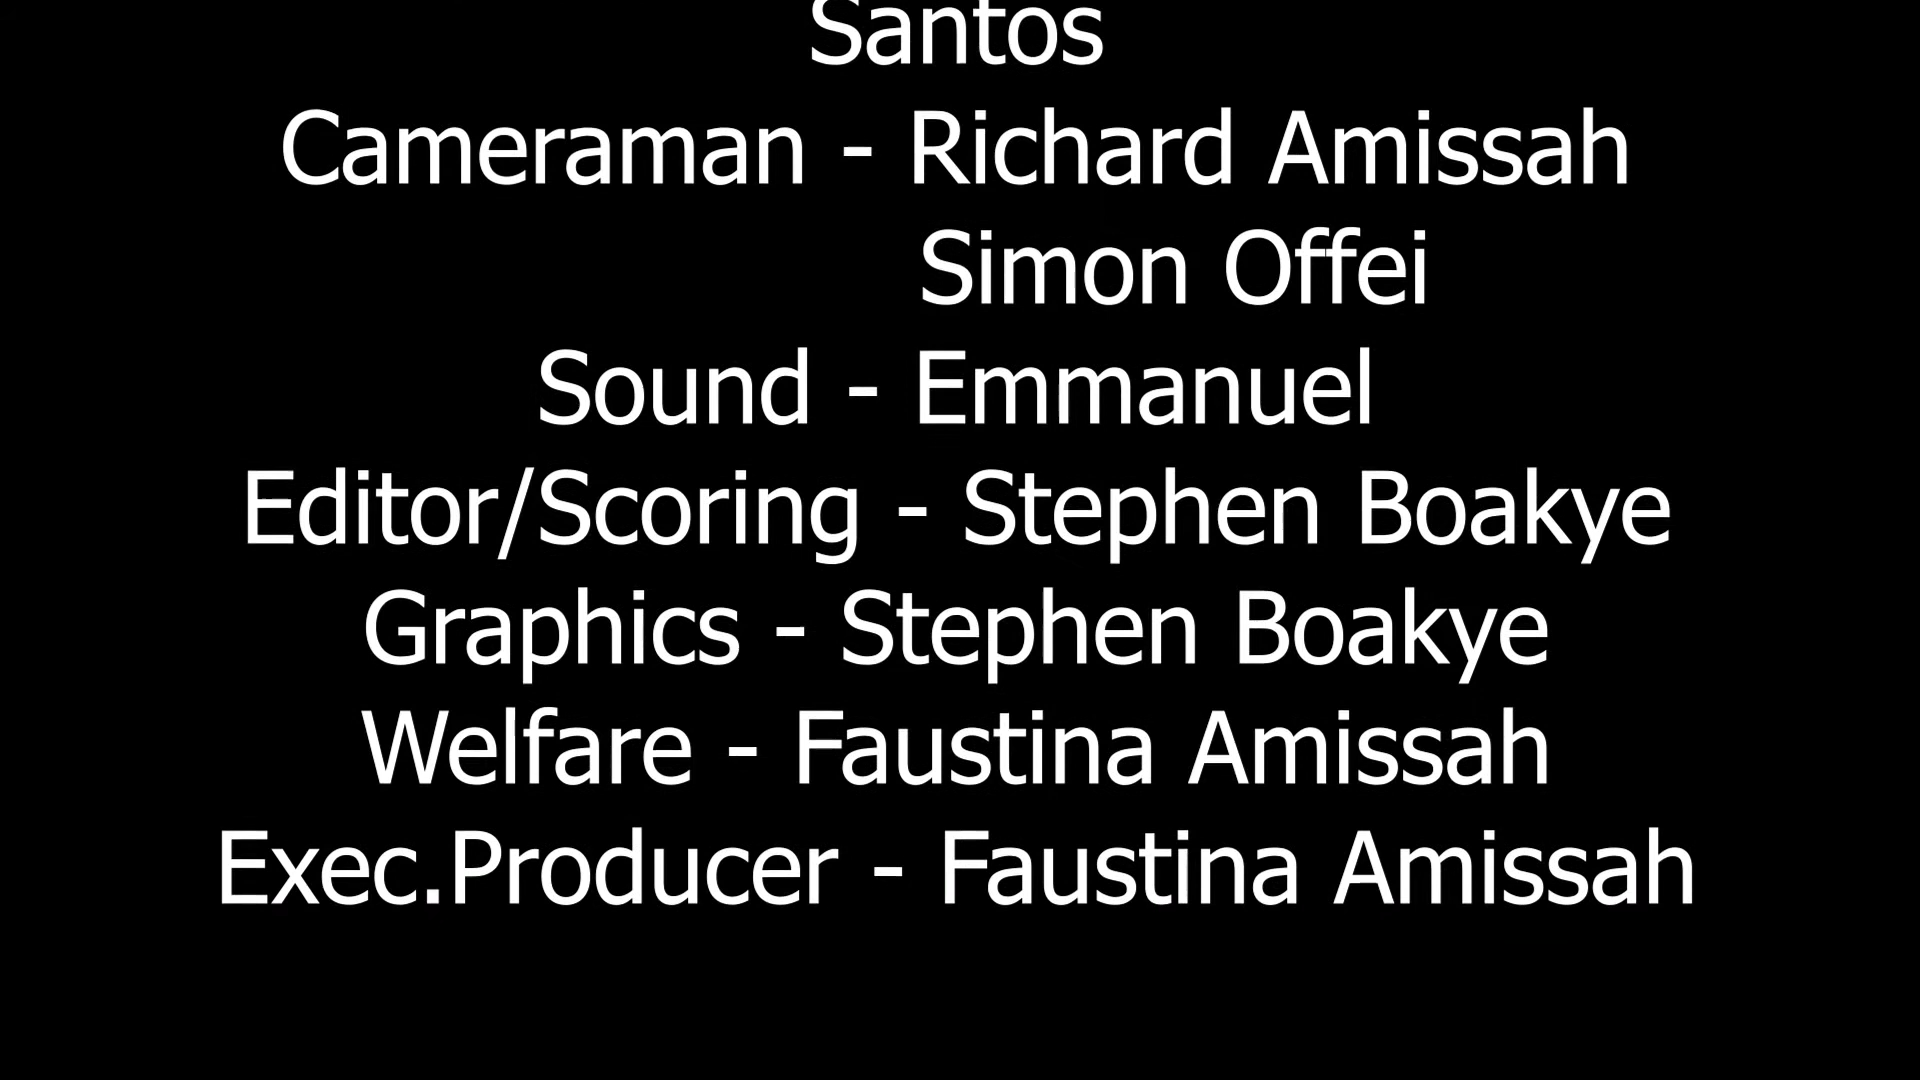 Santos
Cameraman - Richard Amissah
Simon Offei
Sound - Emmanuel
Editor/Scoring - Stephen Boakye
Graphics - Stephen Boakye
Welfare - Faustina Amissah
Exec.Producer - Faustina Amissah